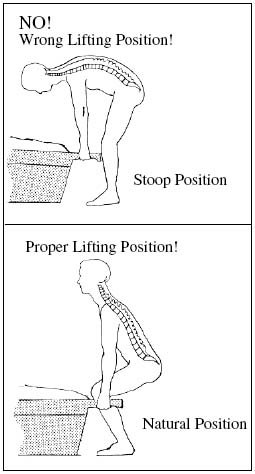 NO!
Wrong Lifting Position!
Stoop Position
Proper Lifting Position!
Natural Position